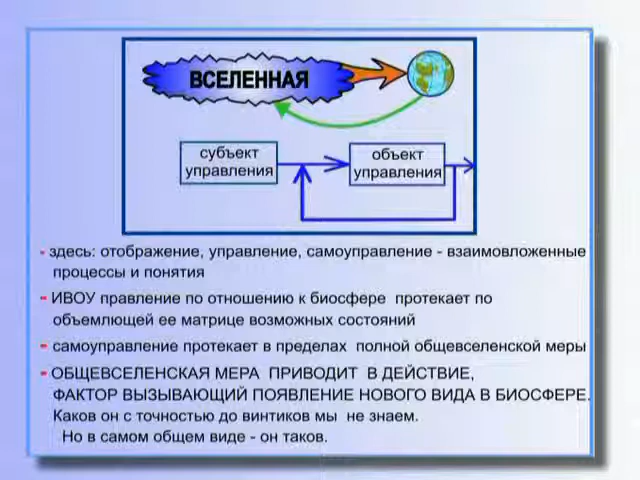 ВСЕЛЕННАЯ
субъект
управления
объект
управления
- здесь: отображение, управление, самоуправление - взаимовложенные
процессы и понятия
- ИВОУ правление по отношению к биосфере протекает по
объемлющей ее матрице возможных состояний
- самоуправление протекает в пределах полной общевселенской меры
- ОБЩЕВСЕЛЕНСКАЯ МЕРА ПРИВОДИТ В ДЕЙСТВИЕ,
ФАКТОР ВЫЗЫВАЮЩИЙ ПОЯВЛЕНИЕ НОВОГО ВИДА В БИОСФЕРЕ.
Каков он с точностью до винтиков мы не знаем.
Но в самом общем виде - он таков.